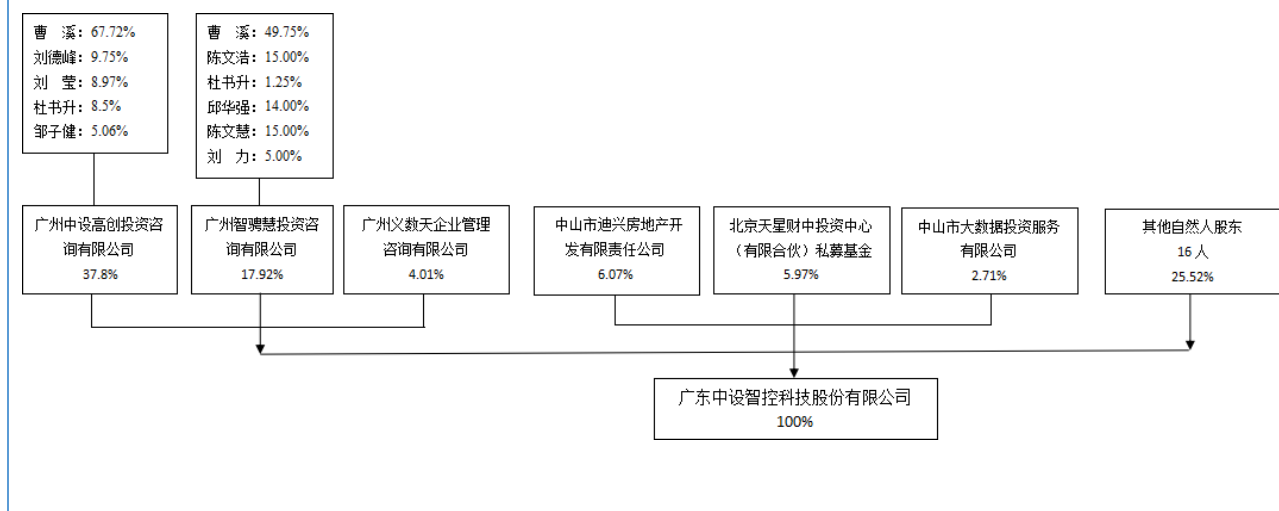 曹　溪：67.72%
刘德峰：9.75%
刘　莹：8.97%
杜书升：8.5%
邹子健：5.06%
曹　溪：49.75%
陈文浩：15.00%
杜书升：1.25%
邱华强：14.00%
陈文慧：15.00%
刘　力：5.00%
广州中设高创投资咨
询有限公司
37.8%
广州智骋慧投资咨
询有限公司
17.92%
广州义数天企业管理
咨询有限公司
4.01%
中山市迪兴房地产开
发有限责任公司
6.07%
北京天星财中投资中心
（有限合伙）私募基金
5.97%
中山市大数据投资服务
有限公司
2.71%
其他自然人股东
16人
25.52%
广东中设智控科技股份有限公司
100%